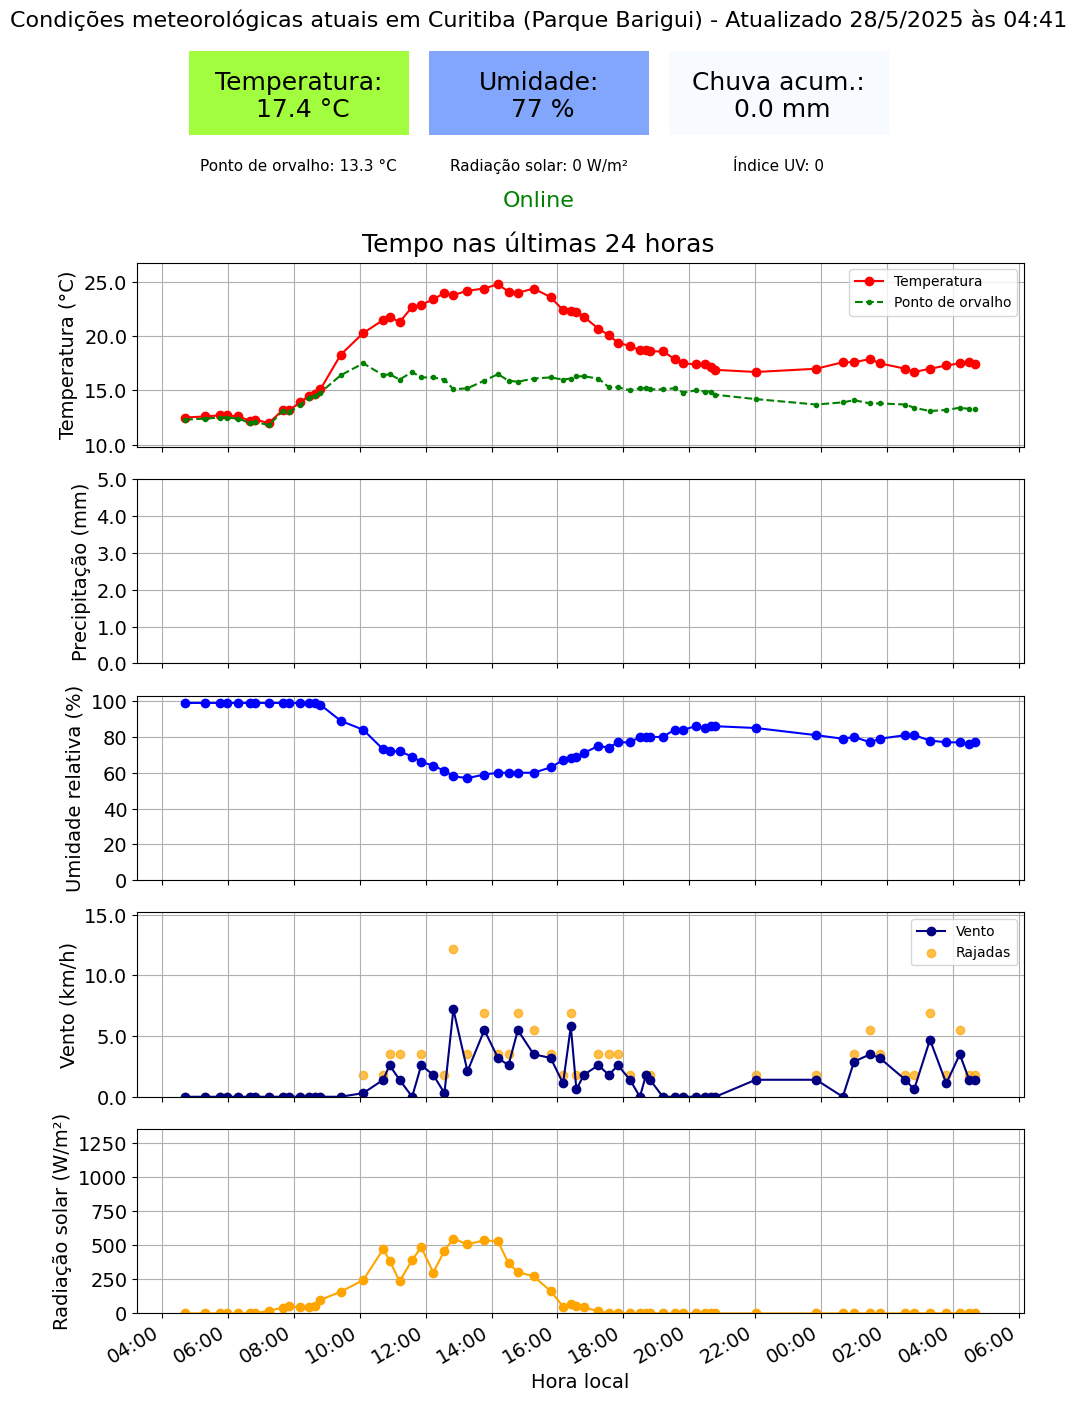 Condições meteorológicas atuais em Curitiba (Parque Barigui) - Atualizado 28/5/2025 às 04:41
Temperatura:
17.4 °C
Umidade:
77 %
Chuva acum.:
0.0 mm
Ponto de orvalho: 13.3 °C
Radiação solar: 0 W/m²
Índice UV: 0
Online
Tempo nas últimas 24 horas
Temperatura (°C)
25.0
20.0
15.0
10.0
Temperatura
Ponto de orvalho
Precipitação (mm)
5.0
4.0
3.0
2.0
1.0
0.0
Umidade relativa (%)
100
80
60
40
20
0
Vento (km/h)
15.0
10.0
5.0
0.0
Vento
Rajadas
Radiação solar (W/m²)
1250
1000
750
500
250
0
04:00 06:00 08:00 10:00 12:00 14:00 16:00 18:00 20:00 22:00 00:00 02:00 04:00 06:00
Hora local